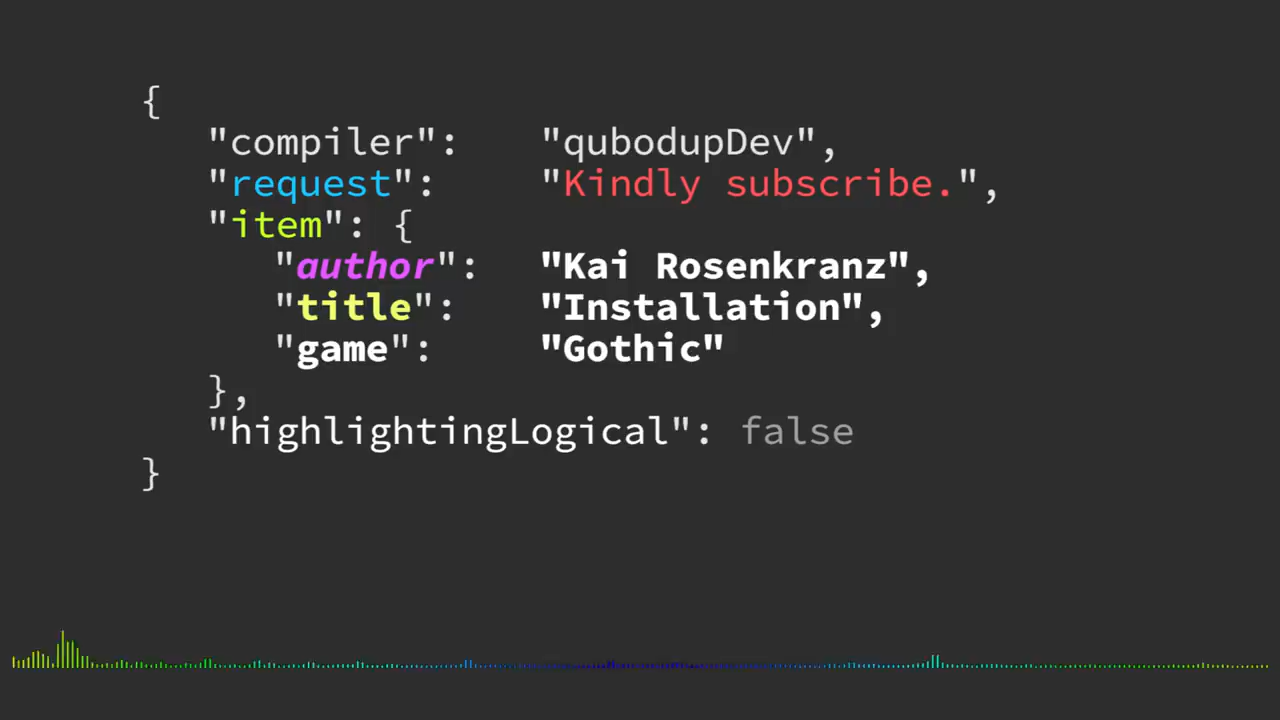 {
"compiler": "qubodupDev",
"request": "Kindly subscribe.",
"item": {
"author": "Kai Rosenkranz",
"title": "Installation",
"game": "Gothic"
},
"highlightingLogical": false
}